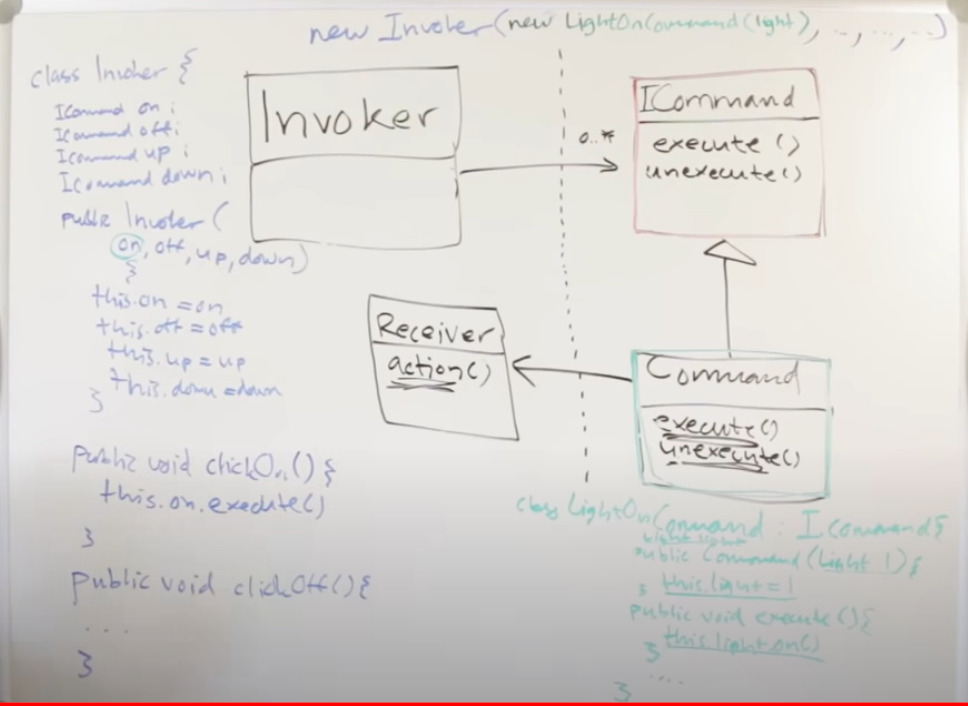 new Invoker(new LightOnCommand(light), .., ..., ...)
class Invoker {
ICommand on;
ICommand off;
ICommand up;
ICommand down;
public Invoker (
on, off, up, down)
{
this.on = on
this.off = off
this.up = up
this.down = down
}
public void clickOn() {
this.on.execute()
}
public void clickOff() {
....
}
Invoker
0..*
ICommand
execute ()
unexecute()
Receiver
action()
Command
execute()
unexecute()
class LightOnCommand : ICommand {
Light light
public Command (Light l) {
this.light = l
}
public void execute() {
this.light.on()
}
....
}